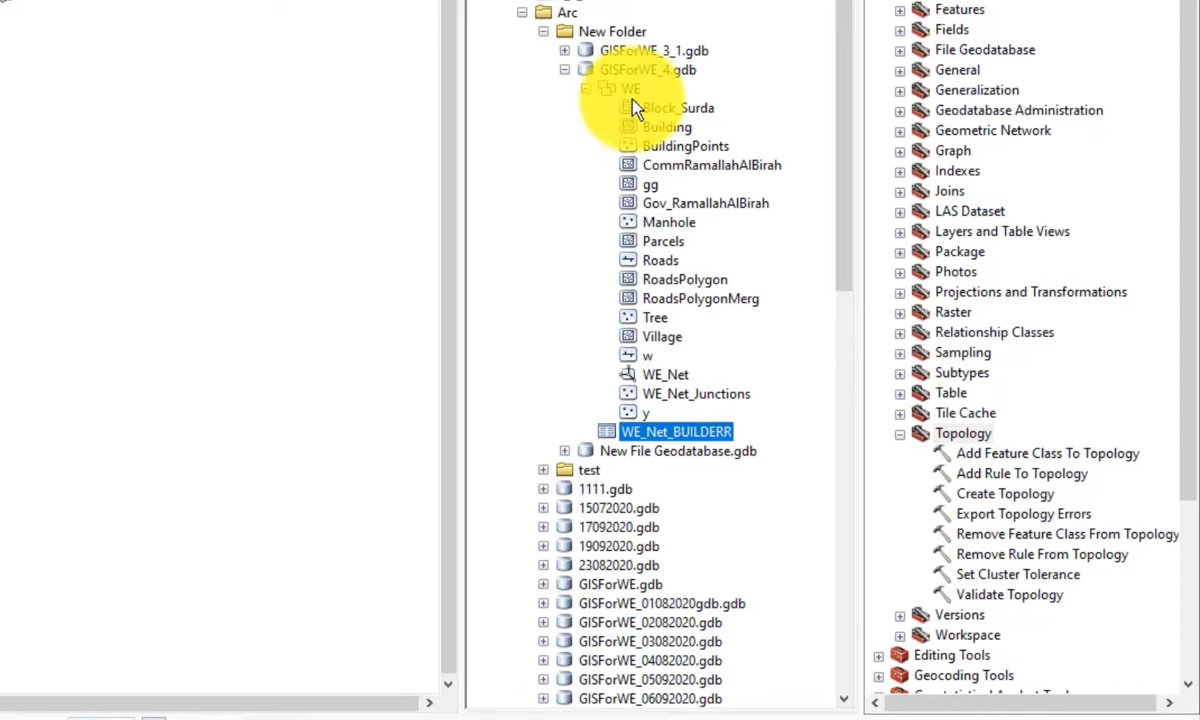 Arc
New Folder
GISForWE_3_1.gdb
GISForWE_4.gdb
WE
Block_Surda
Building
BuildingPoints
CommRamallahAlBirah
gg
Gov_RamallahAlBirah
Manhole
Parcels
Roads
RoadsPolygon
RoadsPolygonMerg
Tree
Village
w
WE_Net
WE_Net_Junctions
y
WE_Net_BUILDERR
New File Geodatabase.gdb
test
1111.gdb
15072020.gdb
17092020.gdb
19092020.gdb
23082020.gdb
GISForWE.gdb
GISForWE_01082020gdb.gdb
GISForWE_02082020.gdb
GISForWE_03082020.gdb
GISForWE_04082020.gdb
GISForWE_05092020.gdb
GISForWE_06092020.gdb
Features
Fields
File Geodatabase
General
Generalization
Geodatabase Administration
Geometric Network
Graph
Indexes
Joins
LAS Dataset
Layers and Table Views
Package
Photos
Projections and Transformations
Raster
Relationship Classes
Sampling
Subtypes
Table
Tile Cache
Topology
Add Feature Class To Topology
Add Rule To Topology
Create Topology
Export Topology Errors
Remove Feature Class From Topology
Remove Rule From Topology
Set Cluster Tolerance
Validate Topology
Versions
Workspace
Editing Tools
Geocoding Tools